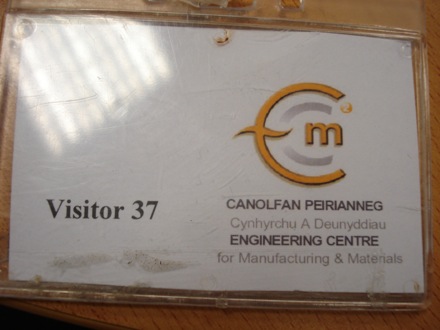 m
Visitor 37
CANOLFAN PEIRIANNEG
Cynhyrchu A Deunyddiau
ENGINEERING CENTRE
for Manufacturing & Materials